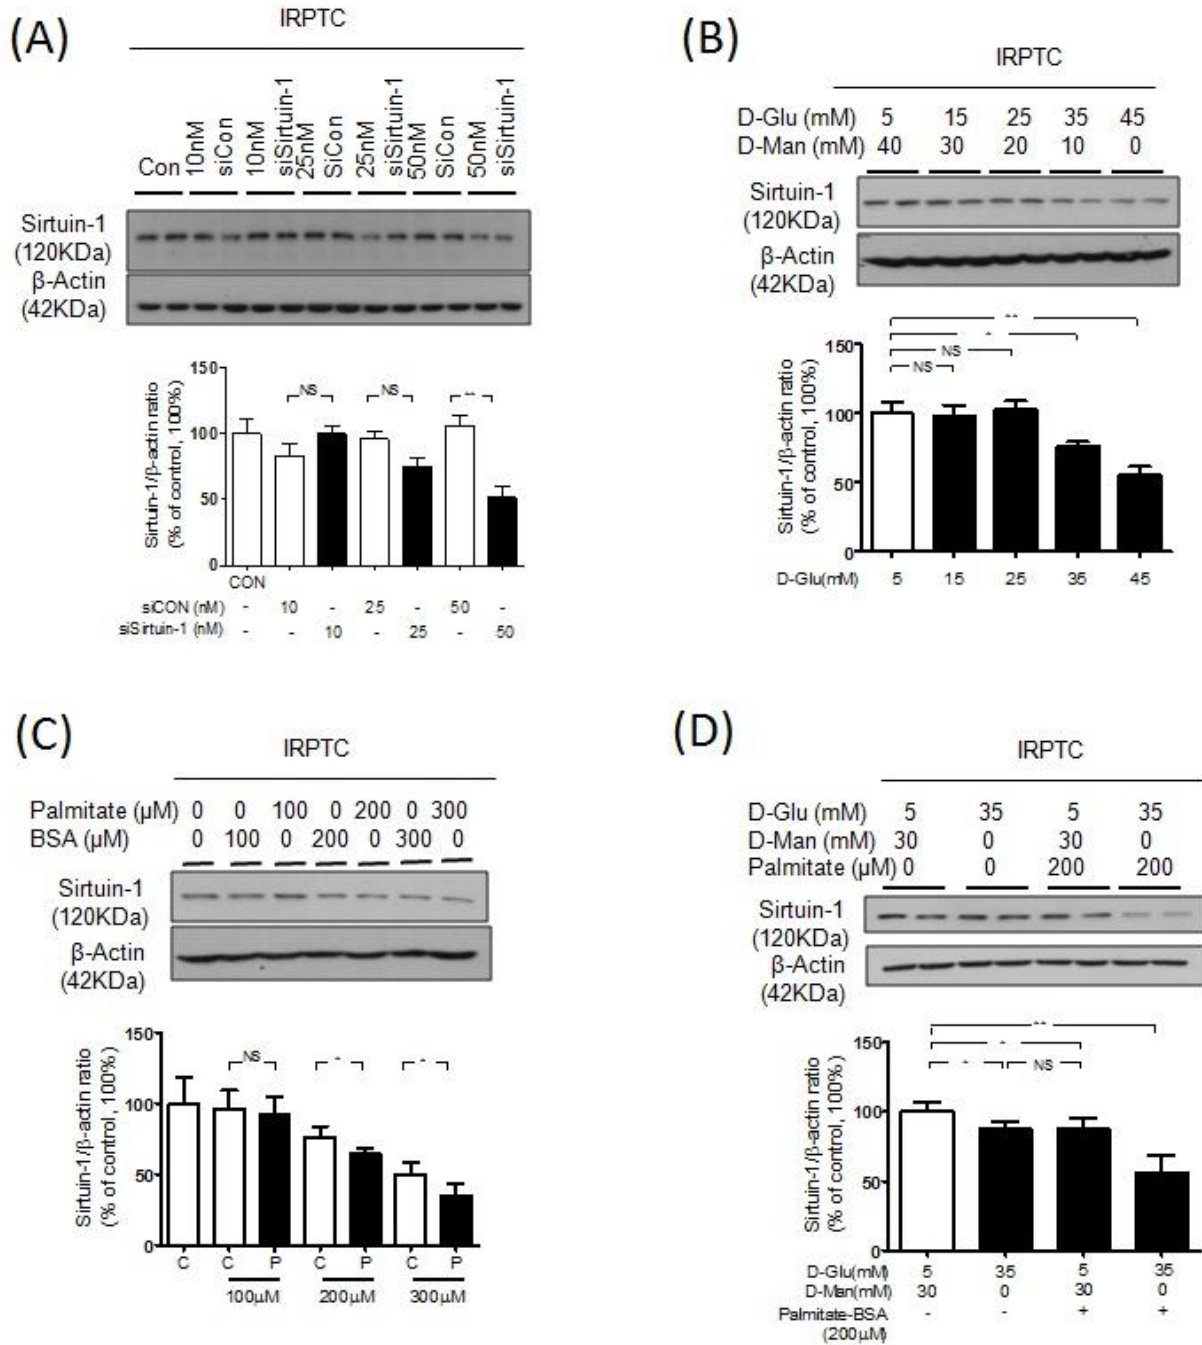 (A)
IRPTC
Con
10nM
siCon
10nM
siSirtuin-1
25nM
SiCon
25nM
siSirtuin-1
50nM
SiCon
50nM
siSirtuin-1
Sirtuin-1
(120KDa)
β-Actin
(42KDa)
Sirtuin-1/β-actin ratio
(% of control, 100%)
150
100
50
0
NS NS **
CON
siCON (nM) - 10 - 25 - 50 -
siSirtuin-1 (nM) - - 10 - 25 - 50
(B)
IRPTC
D-Glu (mM) 5 15 25 35 45
D-Man (mM) 40 30 20 10 0
Sirtuin-1
(120KDa)
β-Actin
(42KDa)
Sirtuin-1/β-actin ratio
(% of control, 100%)
150
100
50
0
**
*
NS
NS
D-Glu(mM) 5 15 25 35 45
(C)
IRPTC
Palmitate (μM) 0 0 100 0 200 0 300
BSA (μM) 0 100 0 200 0 300 0
Sirtuin-1
(120KDa)
β-Actin
(42KDa)
Sirtuin-1/β-actin ratio
(% of control, 100%)
150
100
50
0
NS * *
C C P C P C P
100μM 200μM 300μM
(D)
IRPTC
D-Glu (mM) 5 35 5 35
D-Man (mM) 30 0 30 0
Palmitate (μM) 0 0 200 200
Sirtuin-1
(120KDa)
β-Actin
(42KDa)
Sirtuin-1/β-actin ratio
(% of control, 100%)
150
100
50
0
**
*
* NS
D-Glu(mM) 5 35 5 35
D-Man(mM) 30 0 30 0
Palmitate-BSA - - + +
(200μM)